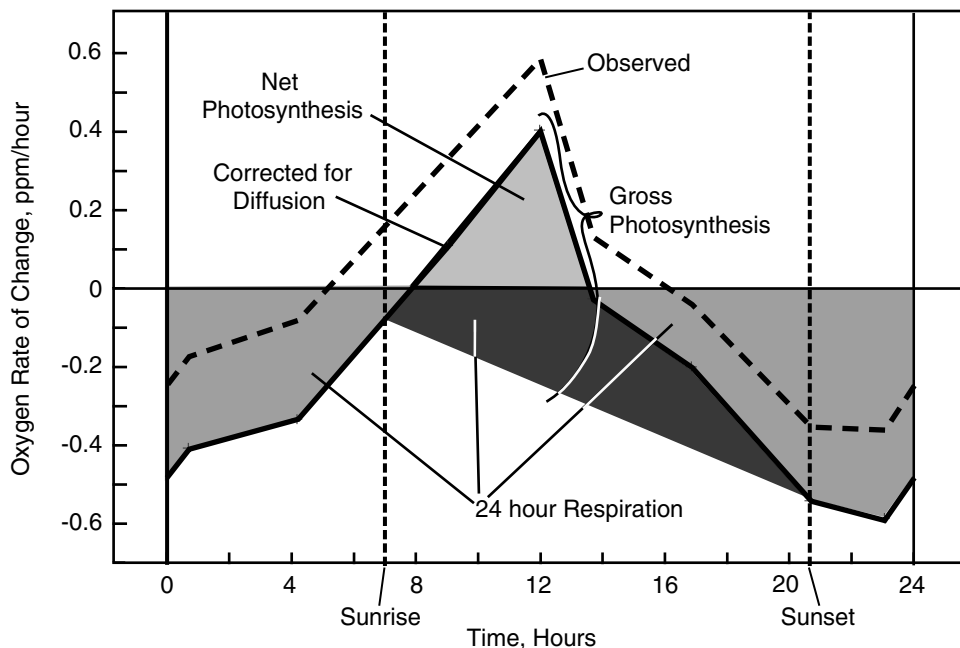 Oxygen Rate of Change, ppm/hour
0.6
0.4
0.2
0
-0.2
-0.4
-0.6
Net
Photosynthesis
Observed
Corrected for
Diffusion
Gross
Photosynthesis
24 hour Respiration
0
4
8
12
16
20
24
Sunrise
Sunset
Time, Hours